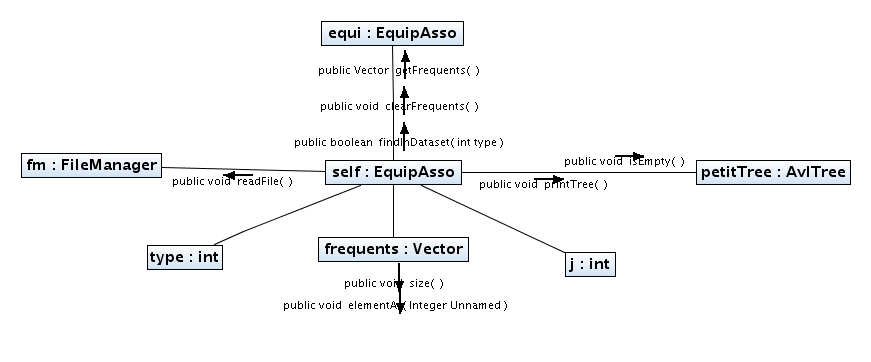 equi : EquipAsso
public Vector getFrequents( )
public void clearFrequents( )
public boolean findInDataset( int type )
fm : FileManager
public void readFile( )
self : EquipAsso
public void isEmpty( )
public void printTree( )
petitTree : AvlTree
type : int
frequents : Vector
j : int
public void size( )
public void elementAt( Integer Unnamed )